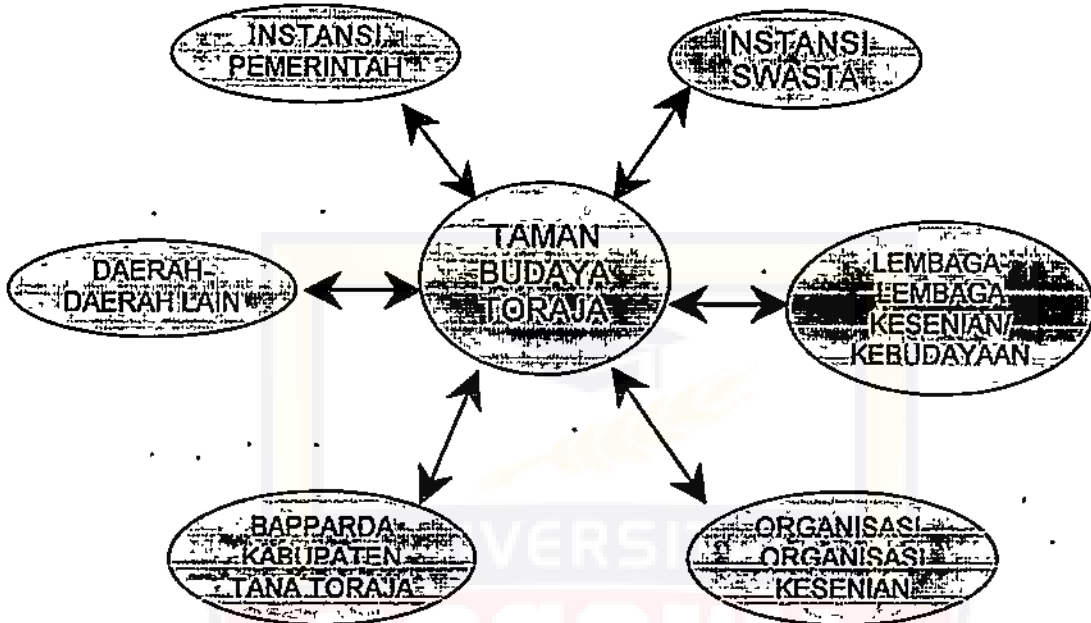 INSTANSI
PEMERINTAH
INSTANSI
SWASTA
TAMAN
BUDAYA
TORAJA
DAERAH-
DAERAH LAIN
LEMBAGA-
LEMBAGA
KESENIAN/
KEBUDAYAAN
BAPPARDA
KABUPATEN
TANA TORAJA
ORGANISASI
ORGANISASI
KESENIAN